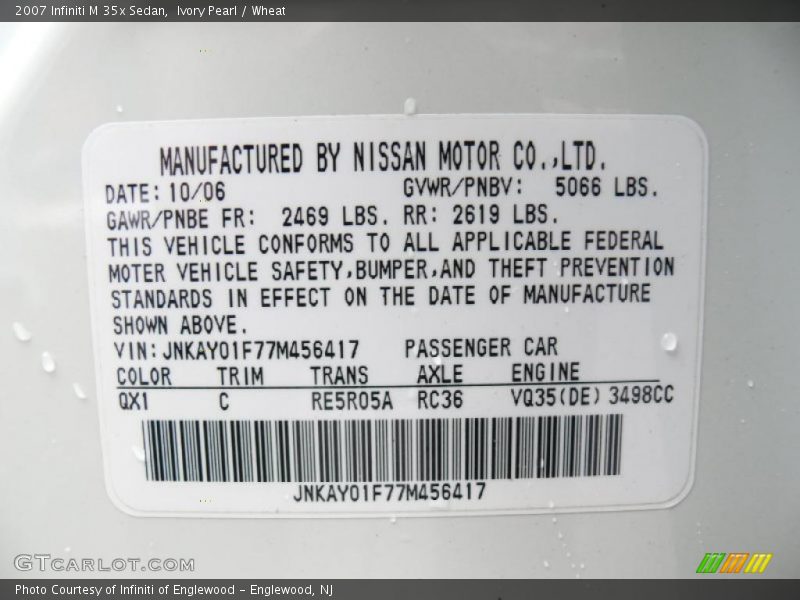 2007 Infiniti M 35x Sedan,  Ivory Pearl / Wheat
MANUFACTURED BY NISSAN MOTOR CO.,LTD.
DATE: 10/06 GVWR/PNBV: 5066 LBS.
GAWR/PNBE FR: 2469 LBS. RR: 2619 LBS.
THIS VEHICLE CONFORMS TO ALL APPLICABLE FEDERAL
MOTER VEHICLE SAFETY,BUMPER,AND THEFT PREVENTION
STANDARDS IN EFFECT ON THE DATE OF MANUFACTURE
SHOWN ABOVE.
VIN: JNKAY01F77M456417 PASSENGER CAR
COLOR TRIM TRANS AXLE ENGINE
QX1 C RE5R05A RC36 VQ35(DE) 3498CC
JNKAY01F77M456417
GTCARLOT.COM
Photo Courtesy of Infiniti of Englewood – Englewood, NJ